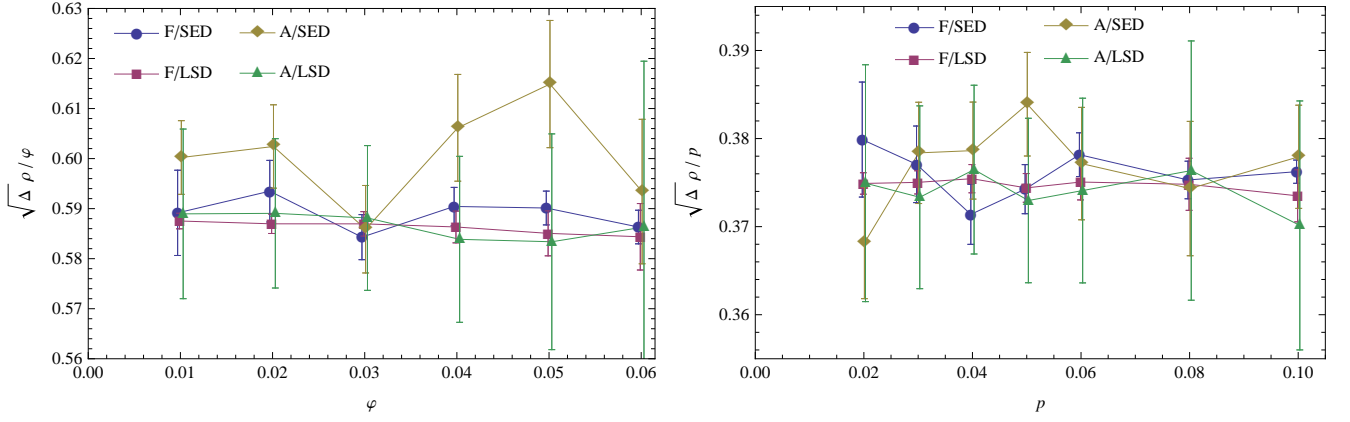 F/SED
A/SED
F/LSD
A/LSD
√Δ ρ / φ
0.63
0.62
0.61
0.60
0.59
0.58
0.57
0.56
0.00
0.01
0.02
0.03
0.04
0.05
0.06
φ
F/SED
A/SED
F/LSD
A/LSD
√Δ ρ / p
0.39
0.38
0.37
0.36
0.00
0.02
0.04
0.06
0.08
0.10
p